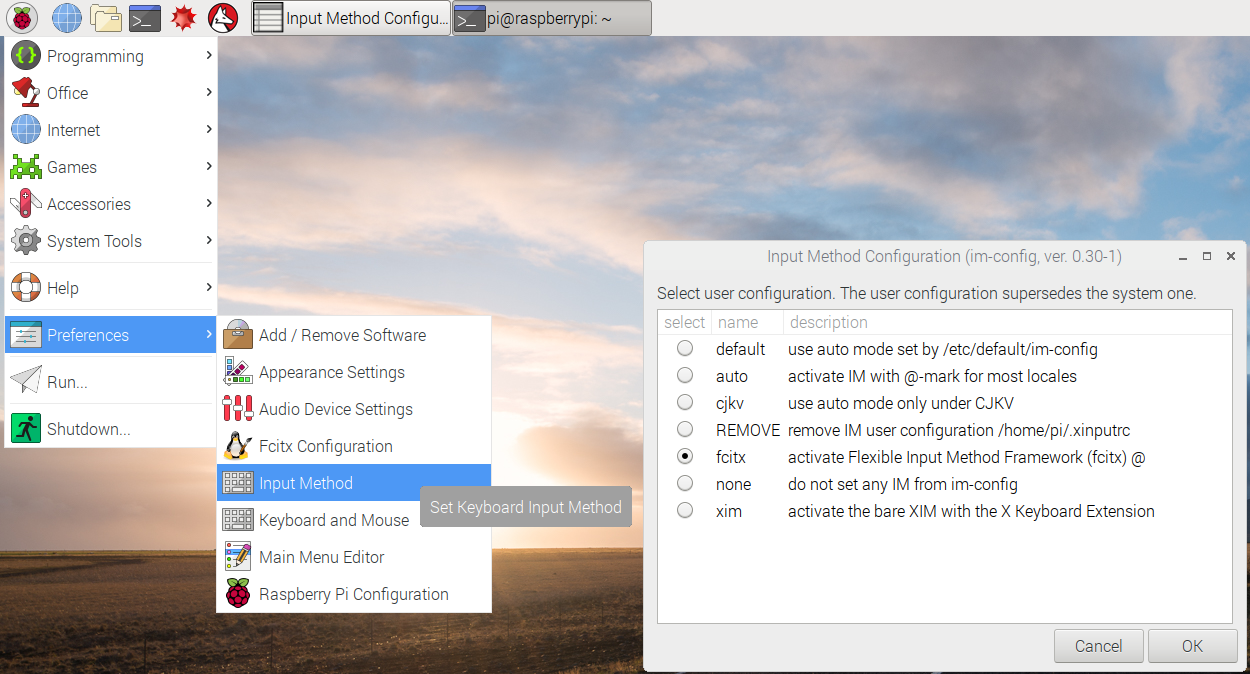 Input Method Configu...
pi@raspberrypi: ~
Programming
Office
Internet
Games
Accessories
System Tools
Help
Preferences
Run...
Shutdown...
Add / Remove Software
Appearance Settings
Audio Device Settings
Fcitx Configuration
Input Method
Keyboard and Mouse
Main Menu Editor
Raspberry Pi Configuration
Set Keyboard Input Method
Input Method Configuration (im-config, ver. 0.30-1)
Select user configuration. The user configuration supersedes the system one.
select name description
default use auto mode set by /etc/default/im-config
auto activate IM with @-mark for most locales
cjkv use auto mode only under CJKV
REMOVE remove IM user configuration /home/pi/.xinputrc
fcitx activate Flexible Input Method Framework (fcitx) @
none do not set any IM from im-config
xim activate the bare XIM with the X Keyboard Extension
Cancel OK